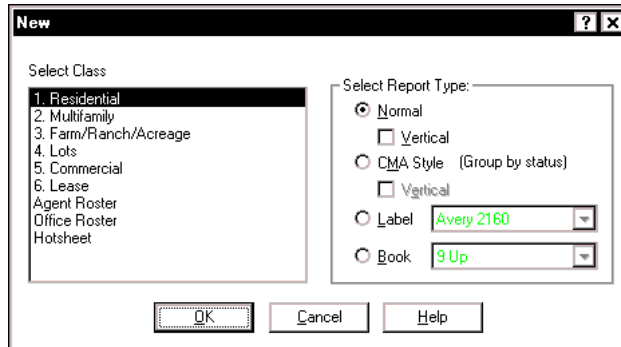 New
Select Class
1. Residential
2. Multifamily
3. Farm/Ranch/Acreage
4. Lots
5. Commercial
6. Lease
Agent Roster
Office Roster
Hotsheet
Select Report Type:
Normal
Vertical
CMA Style (Group by status)
Vertical
Label Avery 2160
Book 9 Up
OK Cancel Help